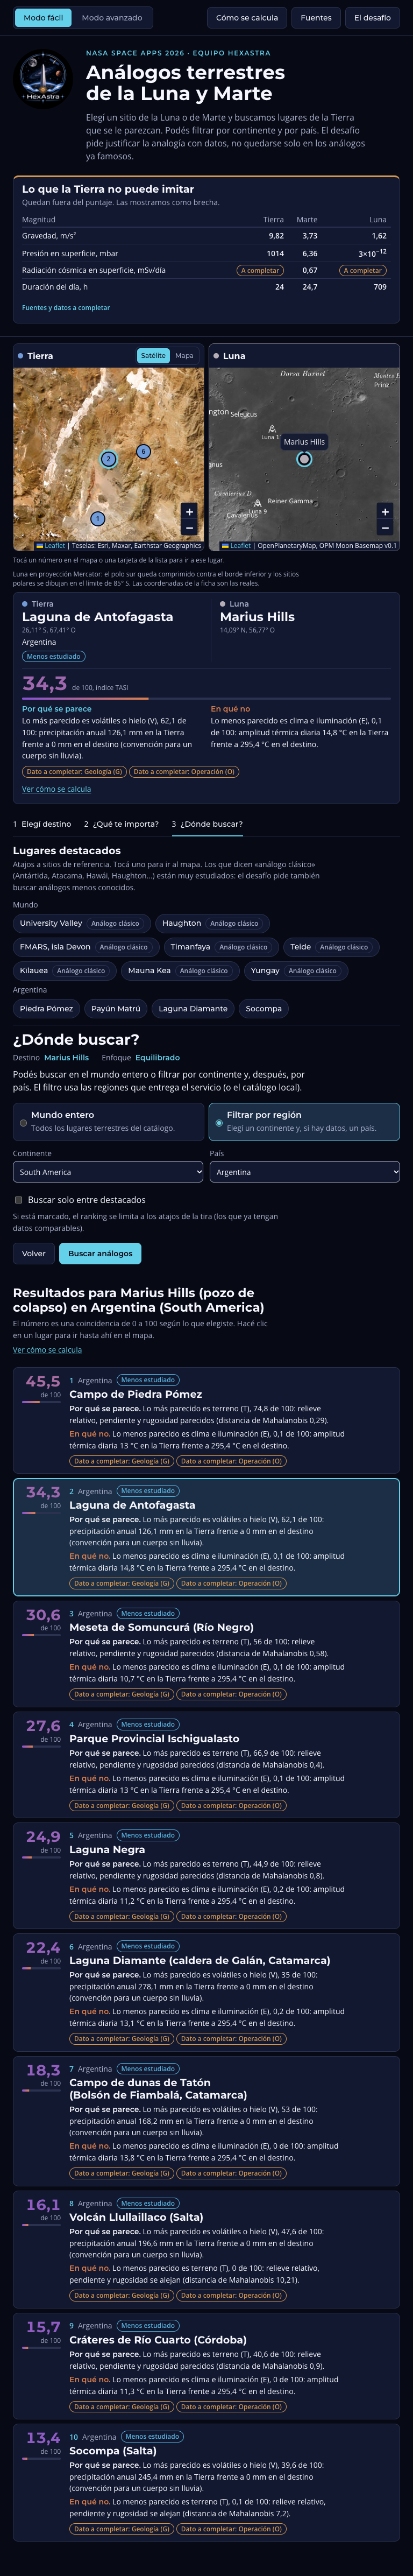 Modo fácil
Modo avanzado
Cómo se calcula
Fuentes
El desafío
HexAstra
NASA SPACE APPS 2026 · EQUIPO HEXASTRA
Análogos terrestres
de la Luna y Marte
Elegí un sitio de la Luna o de Marte y buscamos lugares de la Tierra
que se le parezcan. Podés filtrar por continente y por país. El desafío
pide justificar la analogía con datos, no quedarse solo en los análogos
ya famosos.
Lo que la Tierra no puede imitar
Quedan fuera del puntaje. Las mostramos como brecha.
Magnitud Tierra Marte Luna
Gravedad, m/s² 9,82 3,73 1,62
Presión en superficie, mbar 1014 6,36 3×10⁻¹²
Radiación cósmica en superficie, mSv/día A completar 0,67 A completar
Duración del día, h 24 24,7 709
Fuentes y datos a completar
Tierra
Satélite
Mapa
2
6
1
+
−
Leaflet | Teselas: Esri, Maxar, Earthstar Geographics
Luna
Dorsa Burnet
Prinz
Seleucus
Luna 1
Marius Hills
Reiner Gamma
Luna 9
+
−
Leaflet | OpenPlanetaryMap, OPM Moon Basemap v0.1
Tocá un número en el mapa o una tarjeta de la lista para ir a ese lugar.
Mapa en proyección Mercator: el polo sur queda comprimido contra el borde inferior y los sitios
polares se dibujan en el límite de 85° S. Las coordenadas de la ficha son las reales.
Tierra
Laguna de Antofagasta
26,11° S, 67,41° O
Argentina
Menos estudiado
Luna
Marius Hills
14,09° N, 56,77° O
34,3 de 100, índice TASI
Por qué se parece
Lo más parecido es volátiles o hielo (V), 62,1 de
100: precipitación anual 126,1 mm en la Tierra
frente a 0 mm en el destino (convención para un
cuerpo sin lluvia).
En qué no
Lo menos parecido es clima e iluminación (E), 0,1
de 100: amplitud térmica diaria 14,8 °C en la Tierra
frente a 295,4 °C en el destino.
Dato a completar: Geología (G)
Dato a completar: Operación (O)
Ver cómo se calcula
1 Elegí destino
2 ¿Qué te importa?
3 ¿Dónde buscar?
Lugares destacados
Atajos a sitios de referencia. Tocá uno para ir al mapa. Los que dicen «análogo clásico»
(Antártida, Atacama, Hawái, Haughton…) están muy estudiados: el desafío pide también
buscar análogos menos conocidos.
Mundo
University Valley Análogo clásico
Haughton Análogo clásico
FMARS, isla Devon Análogo clásico
Timanfaya Análogo clásico
Teide Análogo clásico
Kīlauea Análogo clásico
Mauna Kea Análogo clásico
Yungay Análogo clásico
Argentina
Piedra Pómez
Payún Matrú
Laguna Diamante
Socompa
¿Dónde buscar?
Destino Marius Hills Enfoque Equilibrado
Podés buscar en el mundo entero o filtrar por continente y, después, por
país. El filtro usa las regiones que entrega el servicio (o el catálogo local).
Mundo entero
Todos los lugares terrestres del catálogo.
Filtrar por región
Elegí un continente y, si hay datos, un país.
Continente
South America
País
Argentina
Buscar solo entre destacados
Si está marcado, el ranking se limita a los atajos de la tira (los que ya tengan
datos comparables).
Volver
Buscar análogos
Resultados para Marius Hills (pozo de
colapso) en Argentina (South America)
El número es una coincidencia de 0 a 100 según lo que elegiste. Hacé clic
en un lugar para ir hasta ahí en el mapa.
Ver cómo se calcula
45,5
de 100
1 Argentina Menos estudiado
Campo de Piedra Pómez
Por qué se parece. Lo más parecido es terreno (T), 74,8 de 100: relieve
relativo, pendiente y rugosidad parecidos (distancia de Mahalanobis 0,29).
En qué no. Lo menos parecido es clima e iluminación (E), 0,1 de 100: amplitud
térmica diaria 13 °C en la Tierra frente a 295,4 °C en el destino.
Dato a completar: Geología (G)
Dato a completar: Operación (O)
34,3
de 100
2 Argentina Menos estudiado
Laguna de Antofagasta
Por qué se parece. Lo más parecido es volátiles o hielo (V), 62,1 de 100:
precipitación anual 126,1 mm en la Tierra frente a 0 mm en el destino
(convención para un cuerpo sin lluvia).
En qué no. Lo menos parecido es clima e iluminación (E), 0,1 de 100: amplitud
térmica diaria 14,8 °C en la Tierra frente a 295,4 °C en el destino.
Dato a completar: Geología (G)
Dato a completar: Operación (O)
30,6
de 100
3 Argentina Menos estudiado
Meseta de Somuncurá (Río Negro)
Por qué se parece. Lo más parecido es terreno (T), 56 de 100: relieve
relativo, pendiente y rugosidad parecidos (distancia de Mahalanobis 0,58).
En qué no. Lo menos parecido es clima e iluminación (E), 0,1 de 100: amplitud
térmica diaria 10,7 °C en la Tierra frente a 295,4 °C en el destino.
Dato a completar: Geología (G)
Dato a completar: Operación (O)
27,6
de 100
4 Argentina Menos estudiado
Parque Provincial Ischigualasto
Por qué se parece. Lo más parecido es terreno (T), 66,9 de 100: relieve
relativo, pendiente y rugosidad parecidos (distancia de Mahalanobis 0,4).
En qué no. Lo menos parecido es clima e iluminación (E), 0,1 de 100: amplitud
térmica diaria 13 °C en la Tierra frente a 295,4 °C en el destino.
Dato a completar: Geología (G)
Dato a completar: Operación (O)
24,9
de 100
5 Argentina Menos estudiado
Laguna Negra
Por qué se parece. Lo más parecido es terreno (T), 44,9 de 100: relieve
relativo, pendiente y rugosidad parecidos (distancia de Mahalanobis 0,8).
En qué no. Lo menos parecido es clima e iluminación (E), 0,2 de 100: amplitud
térmica diaria 11,2 °C en la Tierra frente a 295,4 °C en el destino.
Dato a completar: Geología (G)
Dato a completar: Operación (O)
22,4
de 100
6 Argentina Menos estudiado
Laguna Diamante (caldera de Galán, Catamarca)
Por qué se parece. Lo más parecido es volátiles o hielo (V), 35 de 100:
precipitación anual 278,1 mm en la Tierra frente a 0 mm en el destino
(convención para un cuerpo sin lluvia).
En qué no. Lo menos parecido es clima e iluminación (E), 0,2 de 100: amplitud
térmica diaria 13,1 °C en la Tierra frente a 295,4 °C en el destino.
Dato a completar: Geología (G)
Dato a completar: Operación (O)
18,3
de 100
7 Argentina Menos estudiado
Campo de dunas de Tatón
(Bolsón de Fiambalá, Catamarca)
Por qué se parece. Lo más parecido es volátiles o hielo (V), 53 de 100:
precipitación anual 168,2 mm en la Tierra frente a 0 mm en el destino
(convención para un cuerpo sin lluvia).
En qué no. Lo menos parecido es clima e iluminación (E), 0 de 100: amplitud
térmica diaria 13,8 °C en la Tierra frente a 295,4 °C en el destino.
Dato a completar: Geología (G)
Dato a completar: Operación (O)
16,1
de 100
8 Argentina Menos estudiado
Volcán Llullaillaco (Salta)
Por qué se parece. Lo más parecido es volátiles o hielo (V), 47,6 de 100:
precipitación anual 196,6 mm en la Tierra frente a 0 mm en el destino
(convención para un cuerpo sin lluvia).
En qué no. Lo menos parecido es terreno (T), 0 de 100: relieve relativo,
pendiente y rugosidad se alejan (distancia de Mahalanobis 10,21).
Dato a completar: Geología (G)
Dato a completar: Operación (O)
15,7
de 100
9 Argentina Menos estudiado
Cráteres de Río Cuarto (Córdoba)
Por qué se parece. Lo más parecido es terreno (T), 40,6 de 100: relieve
relativo, pendiente y rugosidad parecidos (distancia de Mahalanobis 0,9).
En qué no. Lo menos parecido es clima e iluminación (E), 0 de 100: amplitud
térmica diaria 11,3 °C en la Tierra frente a 295,4 °C en el destino.
Dato a completar: Geología (G)
Dato a completar: Operación (O)
13,4
de 100
10 Argentina Menos estudiado
Socompa (Salta)
Por qué se parece. Lo más parecido es volátiles o hielo (V), 39,6 de 100:
precipitación anual 245,4 mm en la Tierra frente a 0 mm en el destino
(convención para un cuerpo sin lluvia).
En qué no. Lo menos parecido es terreno (T), 0,1 de 100: relieve relativo,
pendiente y rugosidad se alejan (distancia de Mahalanobis 7,2).
Dato a completar: Geología (G)
Dato a completar: Operación (O)